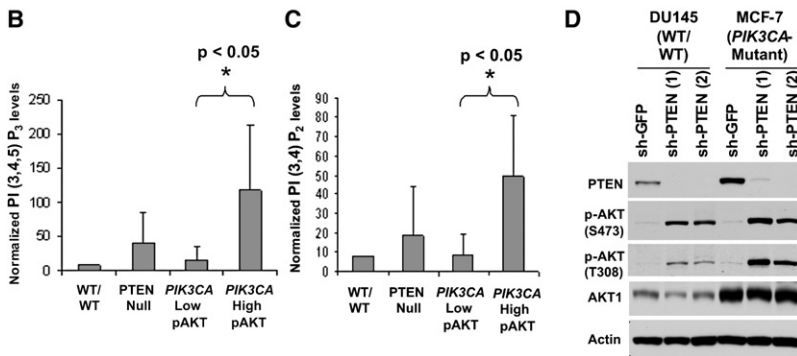 B
p < 0.05
*
Normalized PI (3,4,5) P3 levels
250
200
150
100
50
0
WT/
WT
PTEN
Null
PIK3CA
Low
pAKT
PIK3CA
High
pAKT
C
p < 0.05
*
Normalized PI (3,4) P2 levels
90
80
70
60
50
40
30
20
10
0
WT/
WT
PTEN
Null
PIK3CA
Low
pAKT
PIK3CA
High
pAKT
D
DU145
(WT/
WT)
MCF-7
(PIK3CA-
Mutant)
sh-GFP
sh-PTEN (1)
sh-PTEN (2)
sh-GFP
sh-PTEN (1)
sh-PTEN (2)
PTEN
p-AKT
(S473)
p-AKT
(T308)
AKT1
Actin